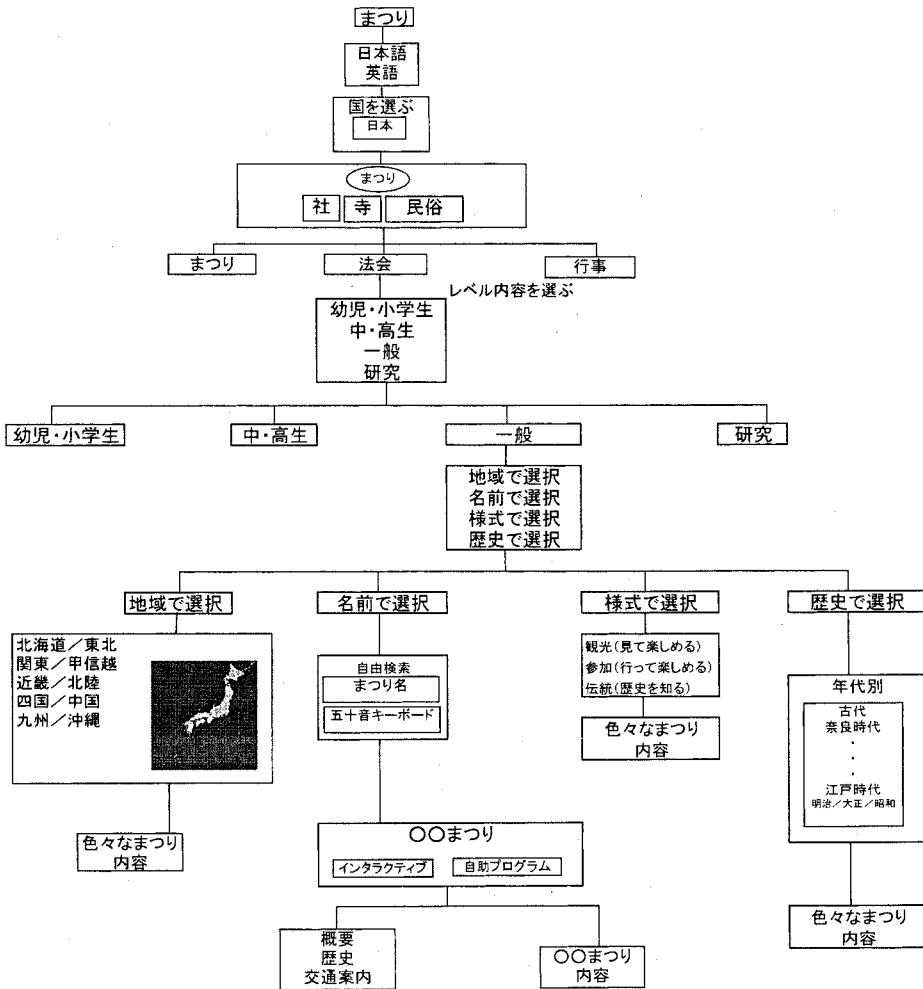 まつり
日本語
英語
国を選ぶ
日本
まつり
社 寺 民俗
まつり 法会 行事
レベル内容を選ぶ
幼児・小学生
中・高生
一般
研究
幼児・小学生 中・高生 一般 研究
地域で選択
名前で選択
様式で選択
歴史で選択
地域で選択 名前で選択 様式で選択 歴史で選択
北海道／東北
関東／甲信越
近畿／北陸
四国／中国
九州／沖縄
色々なまつり
内容
自由検索
まつり名
五十音キーボード
〇〇まつり
インタラクティブ 自助プログラム
概要
歴史
交通案内
〇〇まつり
内容
観光(見て楽しめる)
参加(行って楽しめる)
伝統(歴史を知る)
色々なまつり
内容
年代別
古代
奈良時代
・
・
・
江戸時代
明治／大正／昭和
色々なまつり
内容